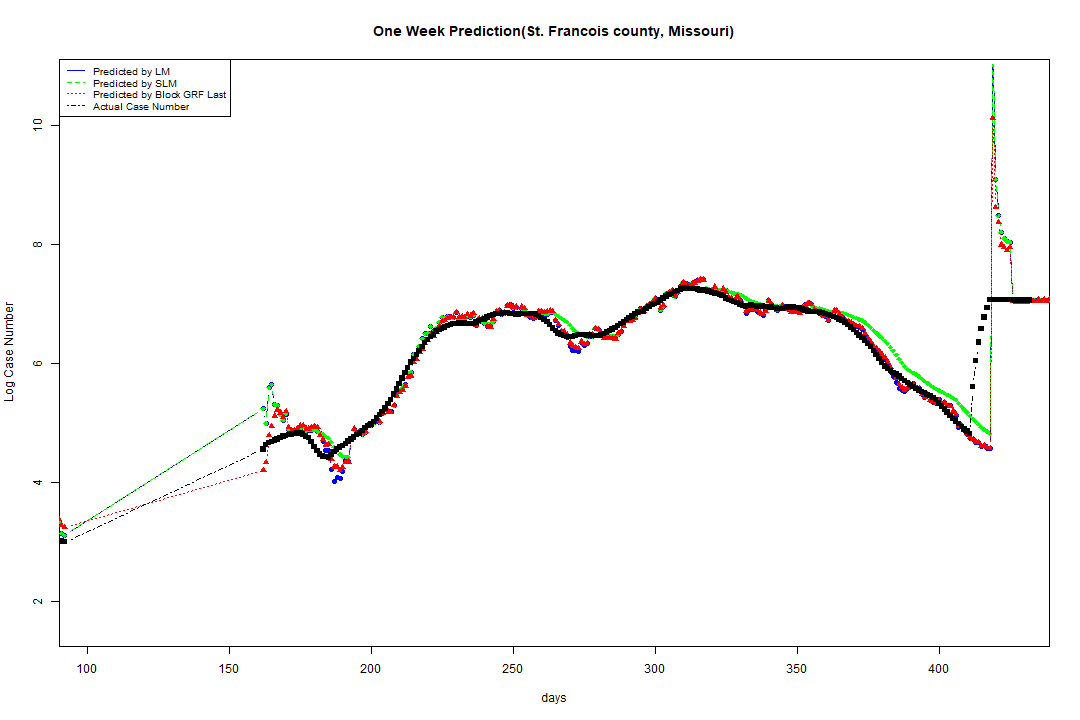 One Week Prediction(St. Francois county, Missouri)
Predicted by LM
Predicted by SLM
Predicted by Block GRF Last
Actual Case Number
10
8
6
4
2
Log Case Number
100 150 200 250 300 350 400
days